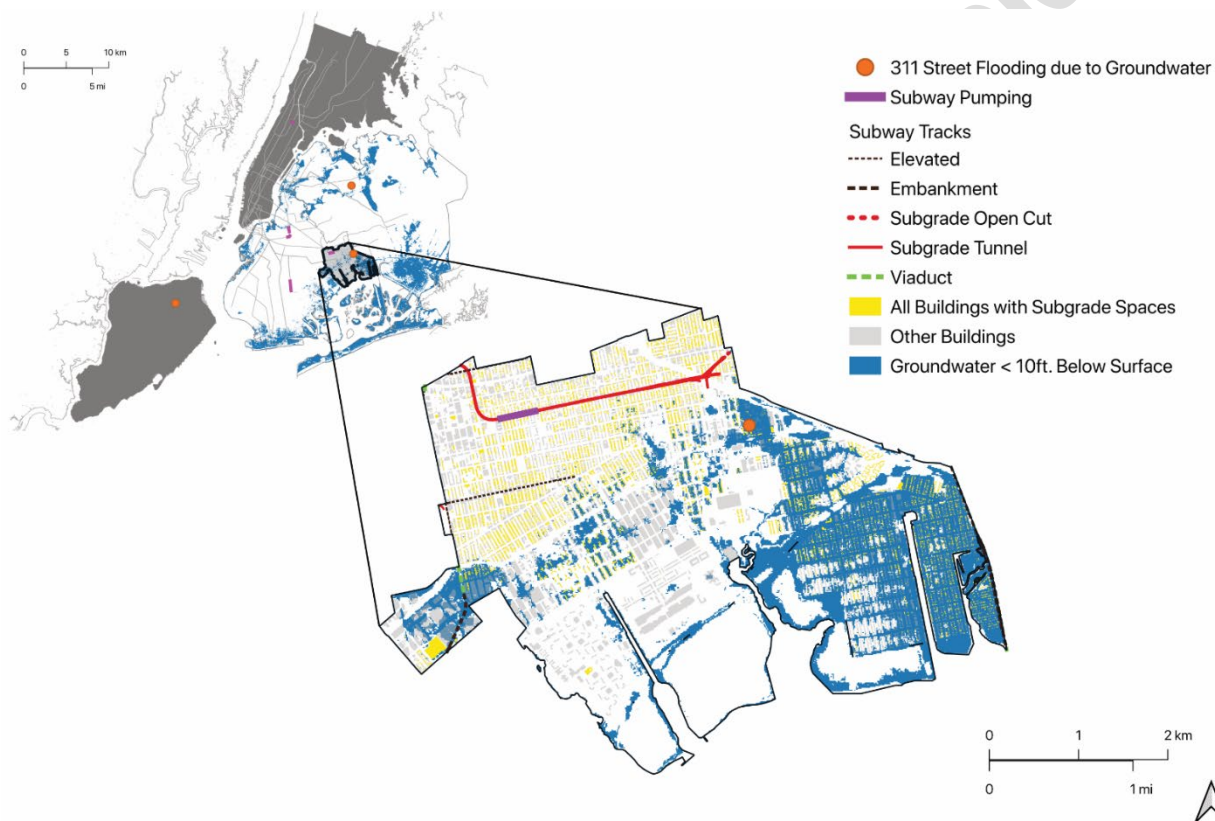 0 5 10 km
0 5 mi
311 Street Flooding due to Groundwater
Subway Pumping
Subway Tracks
Elevated
Embankment
Subgrade Open Cut
Subgrade Tunnel
Viaduct
All Buildings with Subgrade Spaces
Other Buildings
Groundwater < 10ft. Below Surface
0 1 2 km
0 1 mi